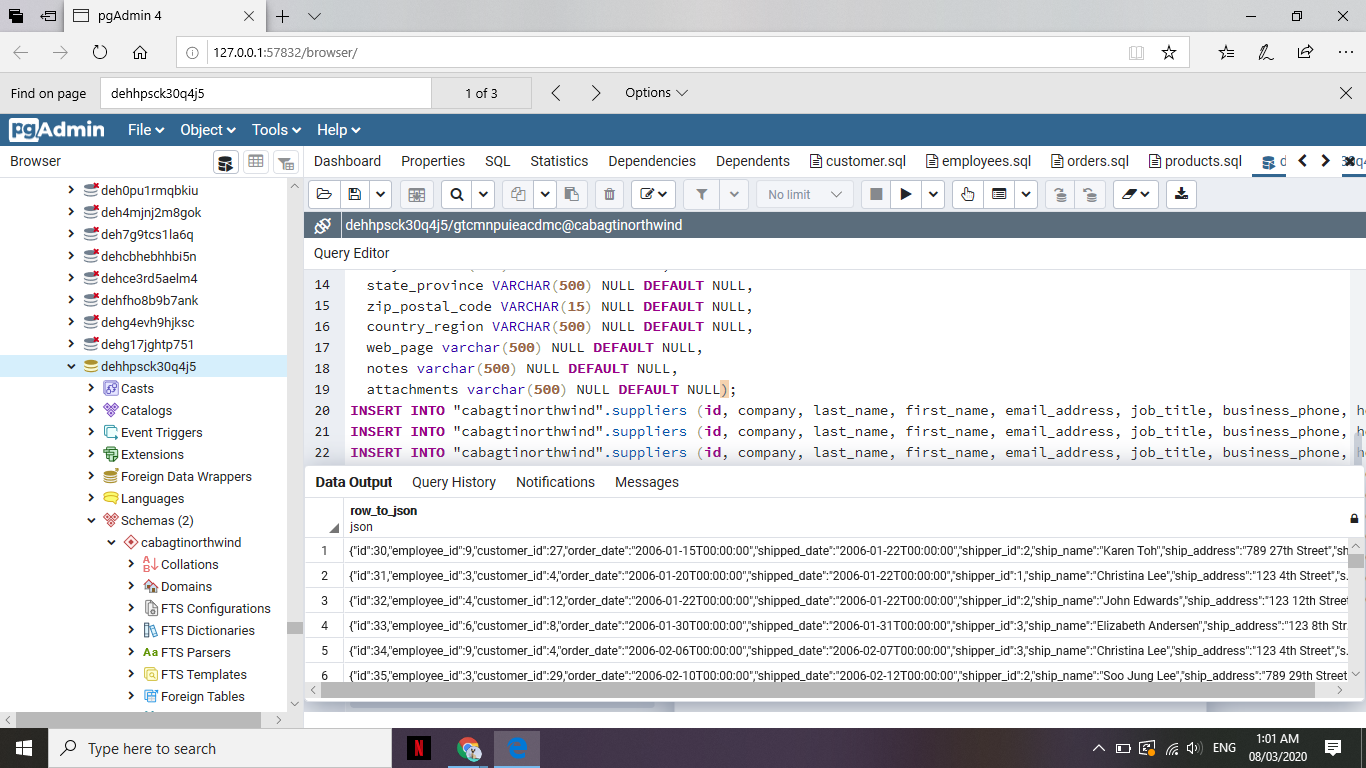 pgAdmin 4
127.0.0.1:57832/browser/
Find on page dehhpsck30q4j5 1 of 3 Options
pgAdmin File Object Tools Help
Browser
Dashboard Properties SQL Statistics Dependencies Dependents customer.sql employees.sql orders.sql products.sql d
No limit
dehhpsck30q4j5/gtcmnpuieacdmc@cabagtinorthwind
Query Editor
deh0pu1rmqbkiu
deh4mjnj2m8gok
deh7g9tcs1la6q
dehcbhebhhbi5n
dehce3rd5aelm4
dehfho8b9b7ank
dehg4evh9hjksc
dehg17jghtp751
dehhpsck30q4j5
Casts
Catalogs
Event Triggers
Extensions
Foreign Data Wrappers
Languages
Schemas (2)
cabagtinorthwind
Collations
Domains
FTS Configurations
FTS Dictionaries
Aa FTS Parsers
FTS Templates
Foreign Tables
14 state_province VARCHAR(500) NULL DEFAULT NULL,
15 zip_postal_code VARCHAR(15) NULL DEFAULT NULL,
16 country_region VARCHAR(500) NULL DEFAULT NULL,
17 web_page varchar(500) NULL DEFAULT NULL,
18 notes varchar(500) NULL DEFAULT NULL,
19 attachments varchar(500) NULL DEFAULT NULL);
20 INSERT INTO "cabagtinorthwind".suppliers (id, company, last_name, first_name, email_address, job_title, business_phone, h
21 INSERT INTO "cabagtinorthwind".suppliers (id, company, last_name, first_name, email_address, job_title, business_phone, h
22 INSERT INTO "cabagtinorthwind".suppliers (id, company, last_name, first_name, email_address, job_title, business_phone, h
Data Output Query History Notifications Messages
row_to_json
json
1 {"id":30,"employee_id":9,"customer_id":27,"order_date":"2006-01-15T00:00:00","shipped_date":"2006-01-22T00:00:00","shipper_id":2,"ship_name":"Karen Toh","ship_address":"789 27th Street","sh
2 {"id":31,"employee_id":3,"customer_id":4,"order_date":"2006-01-20T00:00:00","shipped_date":"2006-01-22T00:00:00","shipper_id":1,"ship_name":"Christina Lee","ship_address":"123 4th Street","s...
3 {"id":32,"employee_id":4,"customer_id":12,"order_date":"2006-01-22T00:00:00","shipped_date":"2006-01-22T00:00:00","shipper_id":2,"ship_name":"John Edwards","ship_address":"123 12th Street
4 {"id":33,"employee_id":6,"customer_id":8,"order_date":"2006-01-30T00:00:00","shipped_date":"2006-01-31T00:00:00","shipper_id":3,"ship_name":"Elizabeth Andersen","ship_address":"123 8th Str...
5 {"id":34,"employee_id":9,"customer_id":4,"order_date":"2006-02-06T00:00:00","shipped_date":"2006-02-07T00:00:00","shipper_id":3,"ship_name":"Christina Lee","ship_address":"123 4th Street","s...
6 {"id":35,"employee_id":3,"customer_id":29,"order_date":"2006-02-10T00:00:00","shipped_date":"2006-02-12T00:00:00","shipper_id":2,"ship_name":"Soo Jung Lee","ship_address":"789 29th Street
Type here to search
N
ENG
1:01 AM
08/03/2020